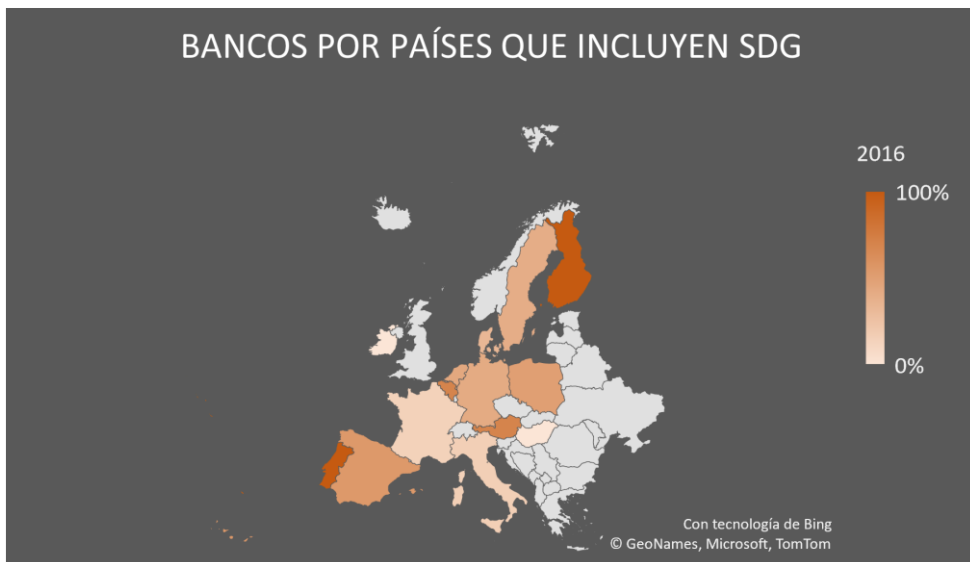 BANCOS POR PAÍSES QUE INCLUYEN SDG
2016
100%
0%
Con tecnología de Bing
© GeoNames, Microsoft, TomTom